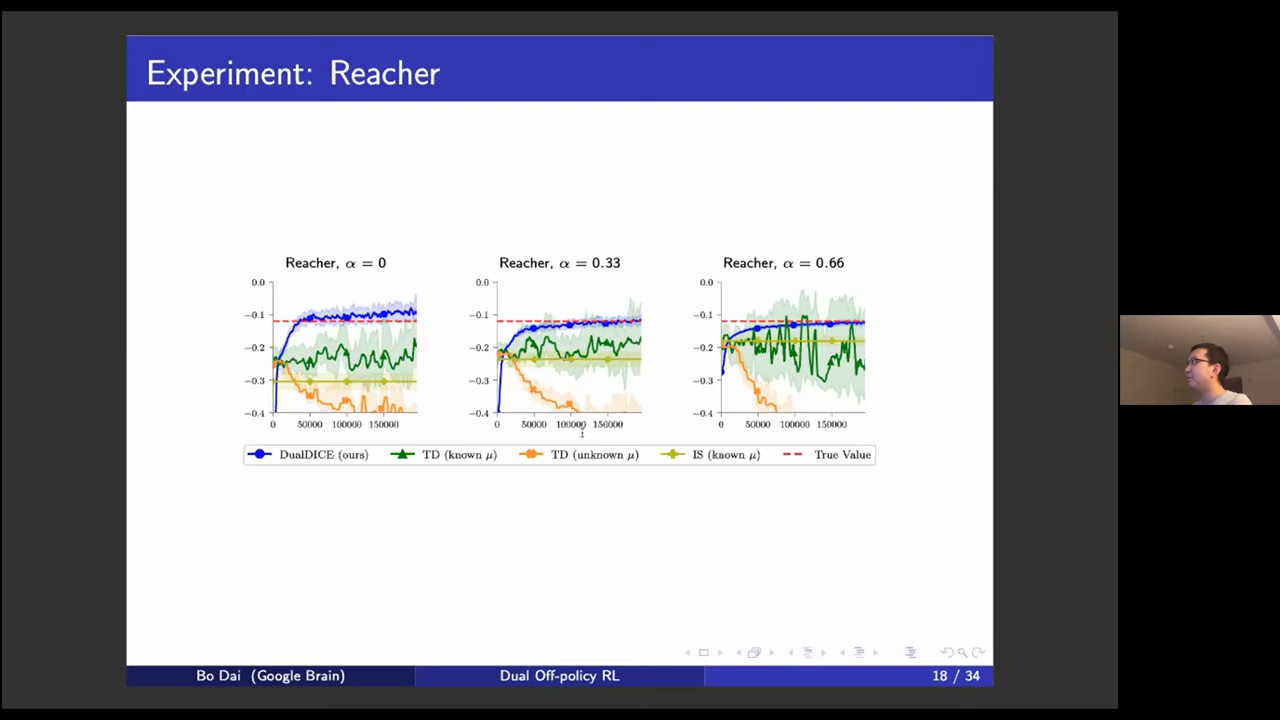 Experiment: Reacher
Reacher, α = 0
Reacher, α = 0.33
Reacher, α = 0.66
0.0
−0.1
−0.2
−0.3
−0.4
0 50000 100000 150000
0.0
−0.1
−0.2
−0.3
−0.4
0 50000 100000 150000
0.0
−0.1
−0.2
−0.3
−0.4
0 50000 100000 150000
DualDICE (ours) TD (known μ) TD (unknown μ) IS (known μ) True Value
Bo Dai (Google Brain) Dual Off-policy RL 18 / 34